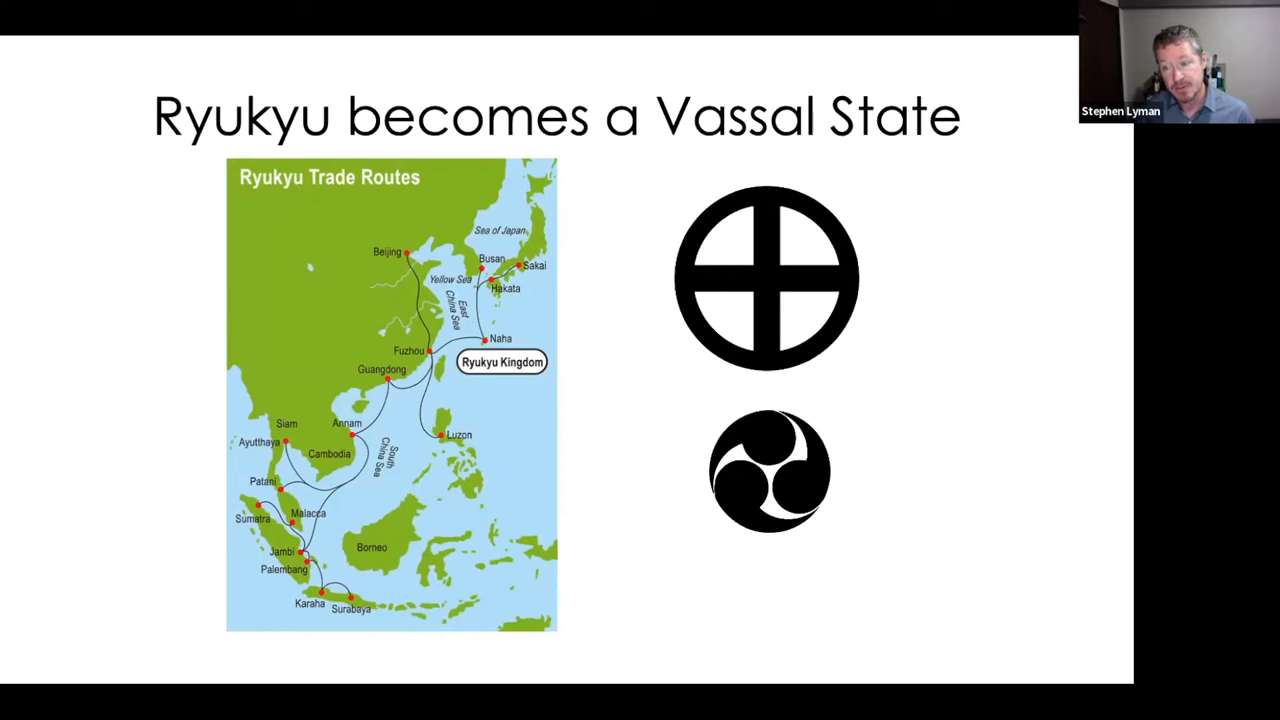 Stephen Lyman
Ryukyu becomes a Vassal State
Ryukyu Trade Routes
Sea of Japan
Beijing
Busan
Sakai
Yellow Sea
Hakata
East
China Sea
Naha
Fuzhou
Ryukyu Kingdom
Guangdong
Siam
Annam
Luzon
Ayutthaya
Cambodia
South
China Sea
Patani
Malacca
Sumatra
Jambi
Borneo
Palembang
Karaha
Surabaya